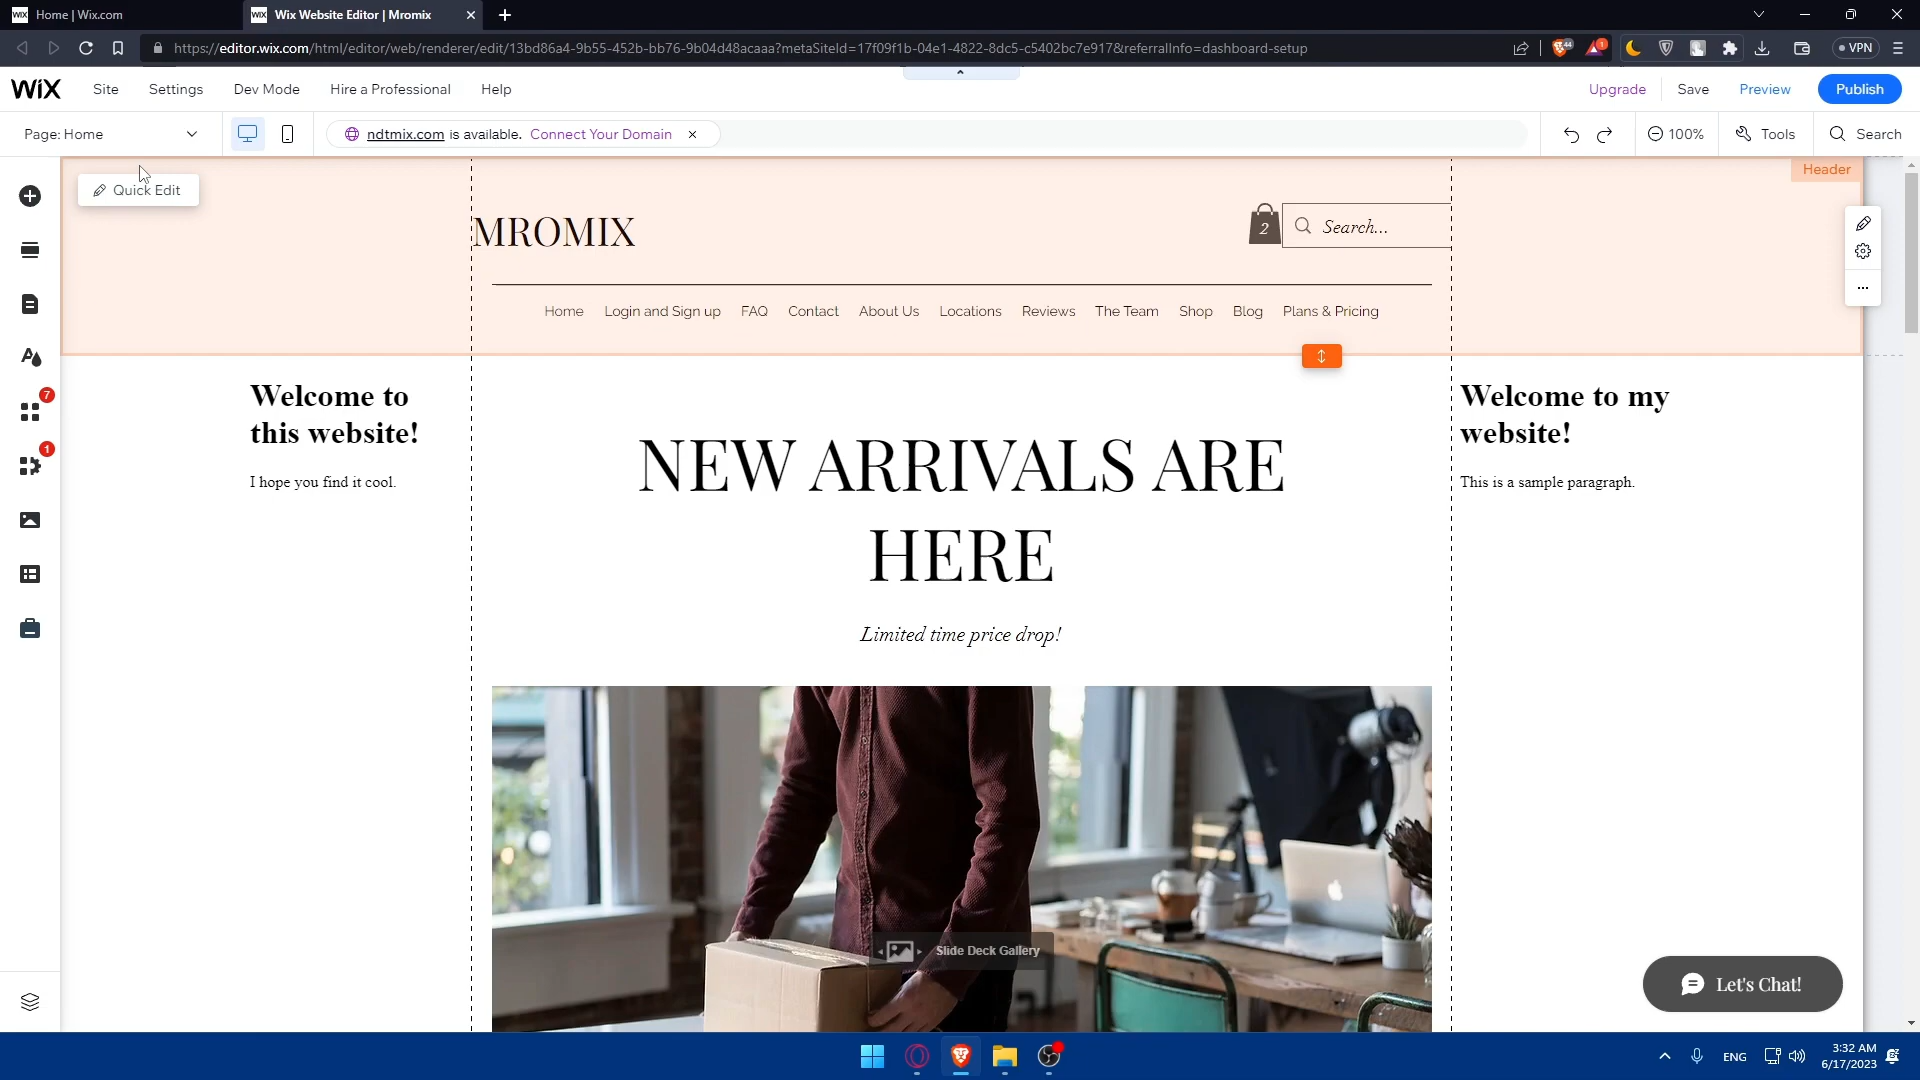 Home | Wix.com
Wix Website Editor | Mromix
https://editor.wix.com/html/editor/web/renderer/edit/13bd86a4-9b55-452b-bb76-9b04d48acaaa?metaSiteId=17f09f1b-04e1-4822-8dc5-c5402bc7e917&referralInfo=dashboard-setup
44
1
VPN
WiX
Site
Settings
Dev Mode
Hire a Professional
Help
Upgrade
Save
Preview
Publish
Page: Home
ndtmix.com is available. Connect Your Domain
100%
Tools
Search
Quick Edit
Header
MROMIX
2
Search...
Home
Login and Sign up
FAQ
Contact
About Us
Locations
Reviews
The Team
Shop
Blog
Plans & Pricing
7
1
Welcome to
this website!
I hope you find it cool.
NEW ARRIVALS ARE
HERE
Limited time price drop!
Welcome to my
website!
This is a sample paragraph.
Slide Deck Gallery
Let's Chat!
ENG
3:32 AM
6/17/2023